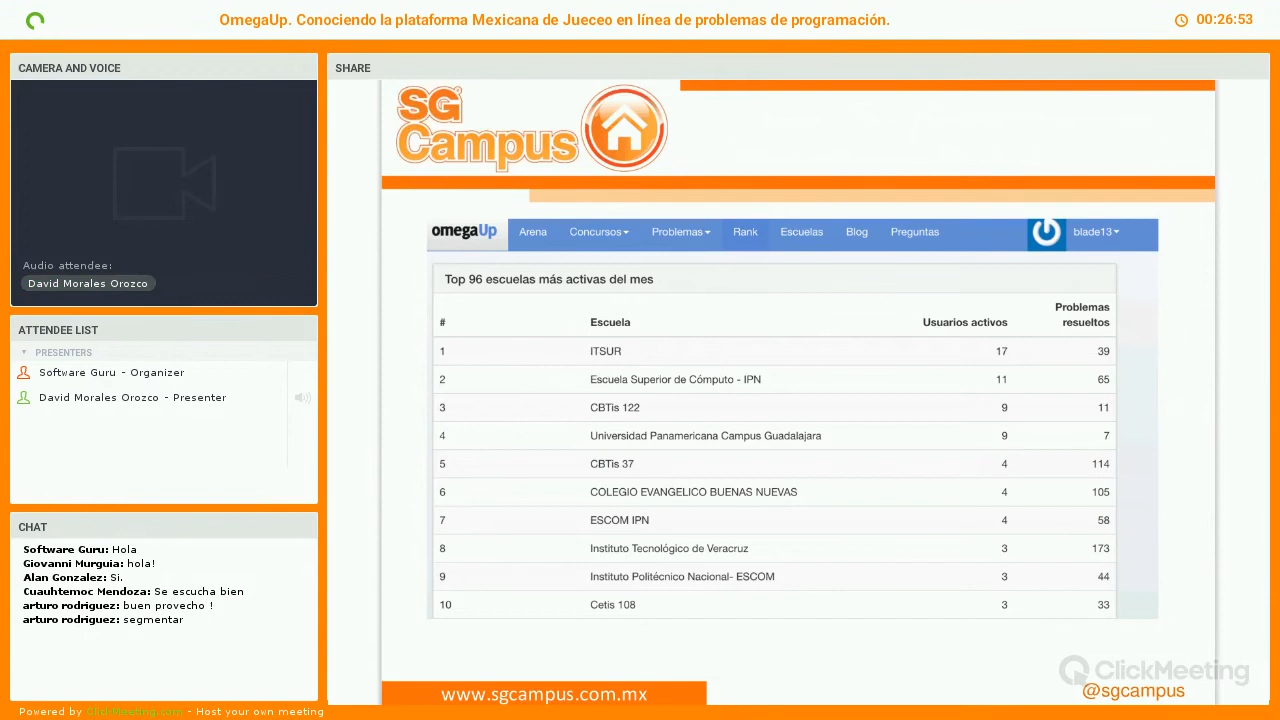 OmegaUp. Conociendo la plataforma Mexicana de Jueceo en línea de problemas de programación.
00:26:53
CAMERA AND VOICE
Audio attendee:
David Morales Orozco
ATTENDEE LIST
PRESENTERS
Software Guru - Organizer
David Morales Orozco - Presenter
CHAT
Software Guru: Hola
Giovanni Murguia: hola!
Alan Gonzalez: Si.
Cuauhtemoc Mendoza: Se escucha bien
arturo rodriguez: buen provecho !
arturo rodriguez: segmentar
Powered by ClickMeeting.com - Host your own meeting
SHARE
SG
Campus
omegaUp Arena Concursos Problemas Rank Escuelas Blog Preguntas blade13
Top 96 escuelas más activas del mes
# Escuela Usuarios activos Problemas resueltos
1 ITSUR 17 39
2 Escuela Superior de Cómputo - IPN 11 65
3 CBTis 122 9 11
4 Universidad Panamericana Campus Guadalajara 9 7
5 CBTis 37 4 114
6 COLEGIO EVANGELICO BUENAS NUEVAS 4 105
7 ESCOM IPN 4 58
8 Instituto Tecnológico de Veracruz 3 173
9 Instituto Politécnico Nacional- ESCOM 3 44
10 Cetis 108 3 33
www.sgcampus.com.mx
ClickMeeting
@sgcampus